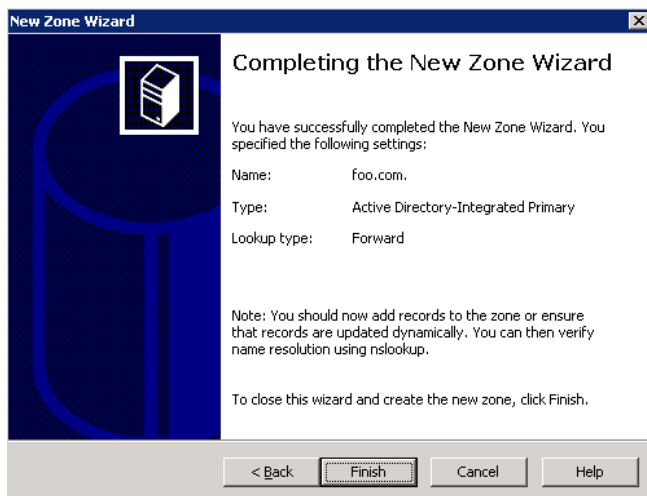 New Zone Wizard
Completing the New Zone Wizard
You have successfully completed the New Zone Wizard. You
specified the following settings:
Name: foo.com.
Type: Active Directory-Integrated Primary
Lookup type: Forward
Note: You should now add records to the zone or ensure
that records are updated dynamically. You can then verify
name resolution using nslookup.
To close this wizard and create the new zone, click Finish.
< Back Finish Cancel Help